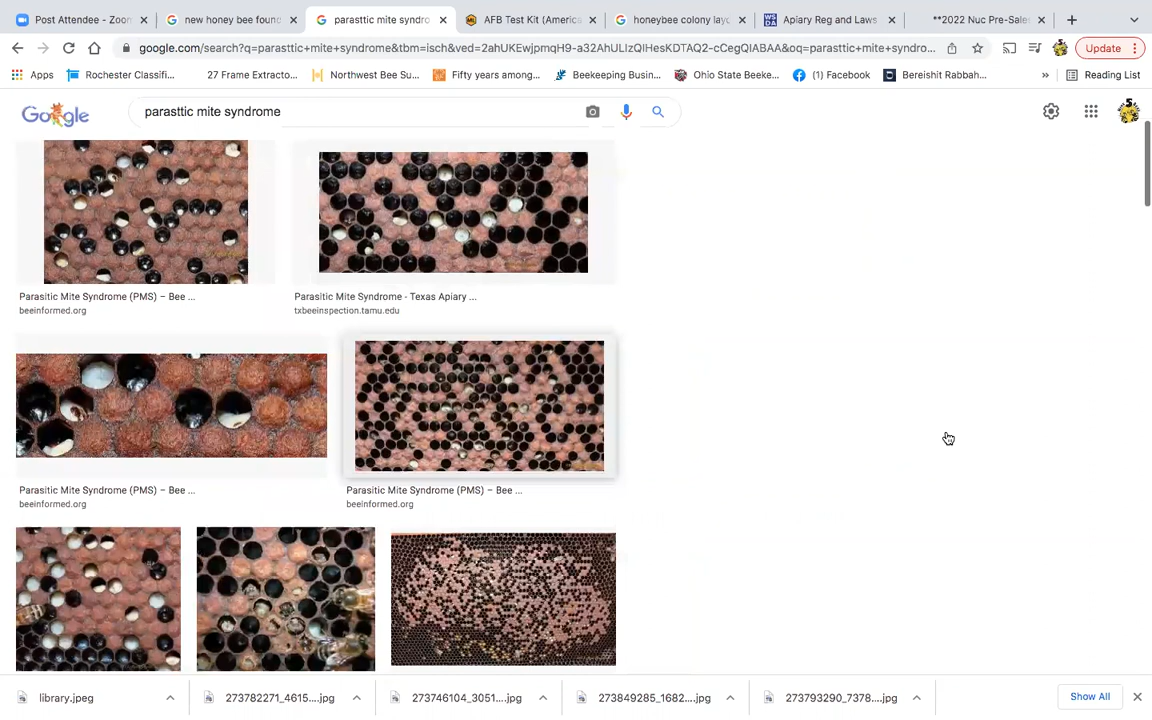 Post Attendee - Zoom
new honey bee found
parasttic mite syndro
AFB Test Kit (America
honeybee colony layo
Apiary Reg and Laws
**2022 Nuc Pre-Sale
google.com/search?q=parasttic+mite+syndrome&tbm=isch&ved=2ahUKEwjpmqH9-a32AhULIzQIHesKDTAQ2-cCegQIABAA&oq=parasttic+mite+syndro...
Update
Apps
Rochester Classifi...
27 Frame Extracto...
Northwest Bee Su...
Fifty years among...
Beekeeping Busin...
Ohio State Beeke...
(1) Facebook
Bereishit Rabbah...
»
Reading List
Google
parasttic mite syndrome
Parasitic Mite Syndrome (PMS) – Bee ...
beeinformed.org
Parasitic Mite Syndrome - Texas Apiary ...
txbeeinspection.tamu.edu
Parasitic Mite Syndrome (PMS) – Bee ...
beeinformed.org
Parasitic Mite Syndrome (PMS) – Bee ...
beeinformed.org
library.jpeg
273782271_4615....jpg
273746104_3051....jpg
273849285_1682....jpg
273793290_7378....jpg
Show All